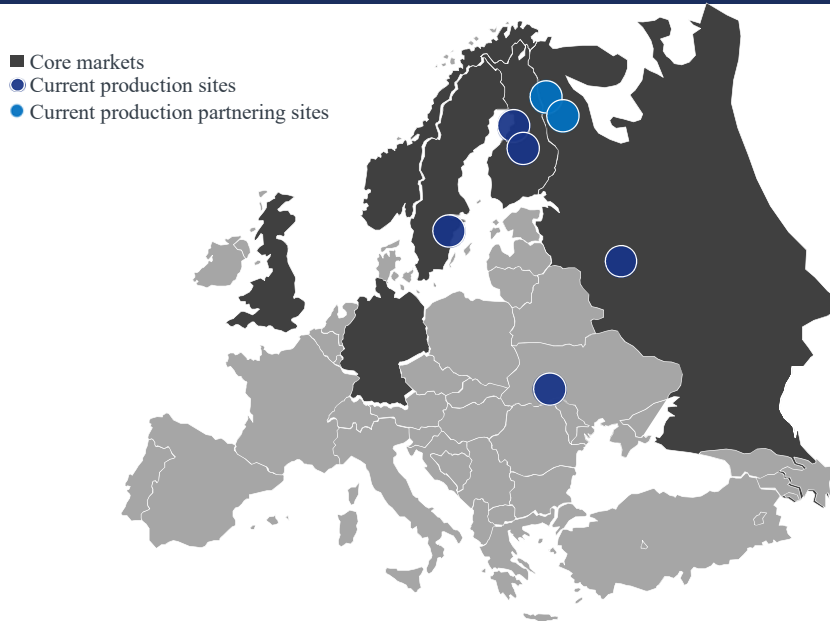 Core markets
Current production sites
Current production partnering sites